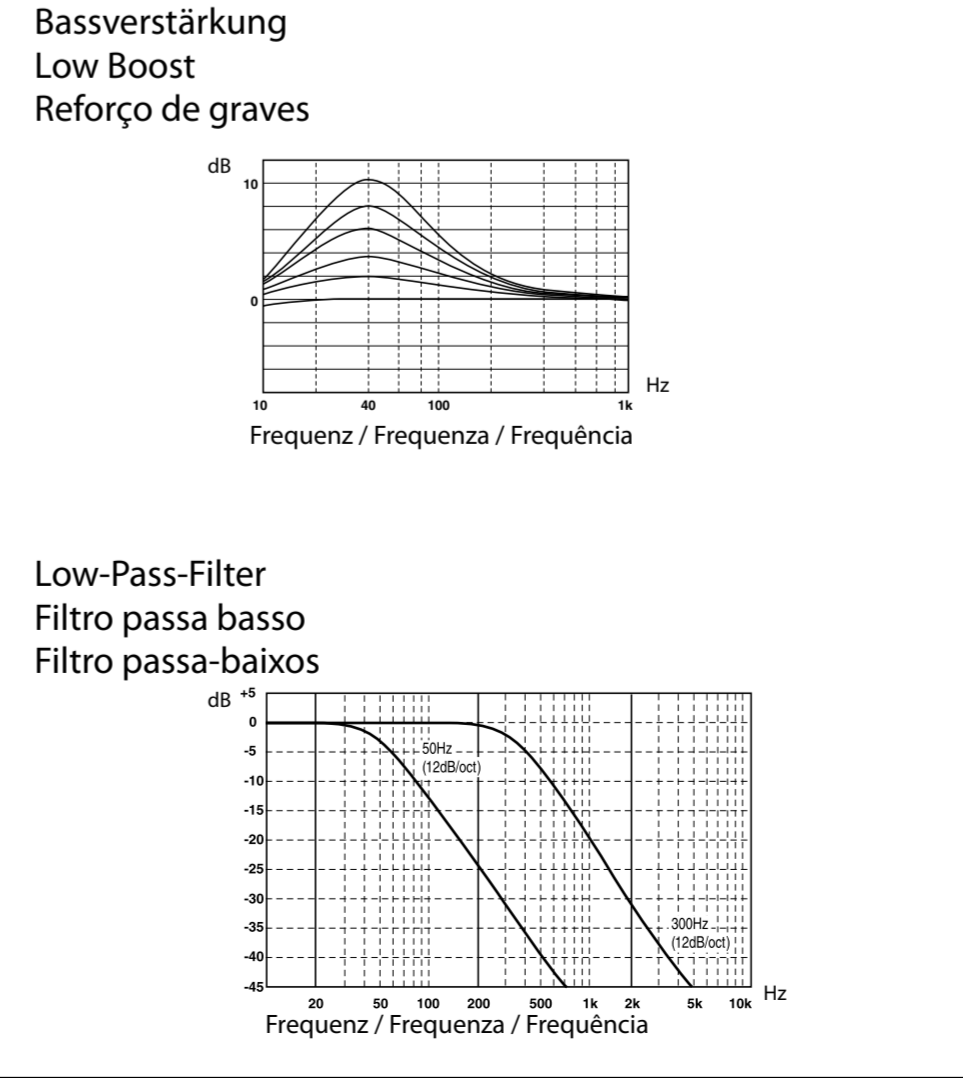 Bassverstärkung
Low Boost
Reforço de graves
dB
10
0
Hz
10 40 100 1k
Frequenz / Frequenza / Frequência
Low-Pass-Filter
Filtro passa basso
Filtro passa-baixos
dB +5
0
-5
50Hz
(12dB/oct)
-10
-15
-20
-25
-30
-35
300Hz
(12dB/oct)
-40
-45
Hz
20 50 100 200 500 1k 2k 5k 10k
Frequenz / Frequenza / Frequência